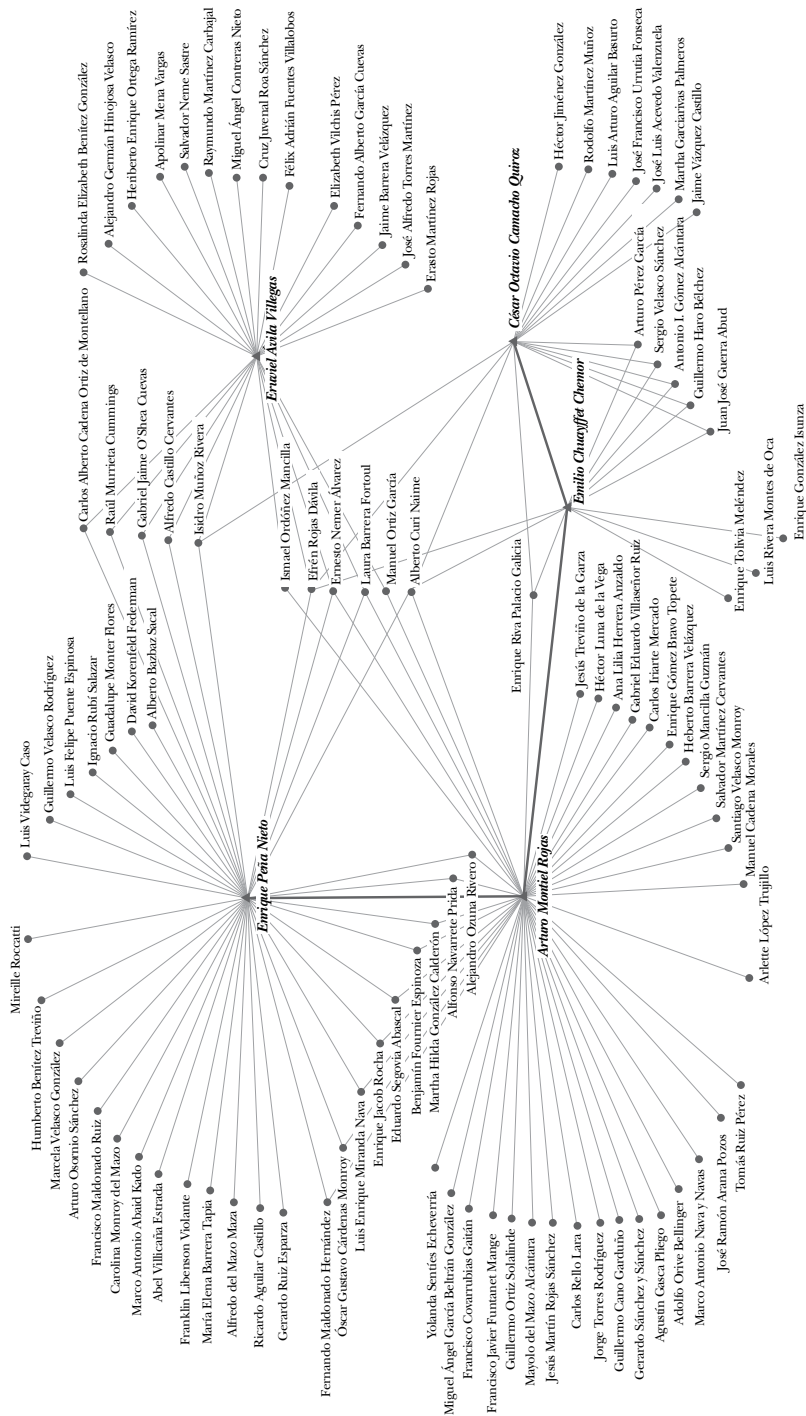 Luis Videgaray Caso
Guillermo Velasco Rodríguez
Luis Felipe Puente Espinosa
Ignacio Rubí Salazar
Guadalupe Monter Flores
David Korenfeld Federman
Alberto Bazbaz Sacal
Mireille Roccatti
Humberto Benítez Treviño
Marcela Velasco González
Arturo Osornio Sánchez
Francisco Maldonado Ruiz
Carolina Monroy del Mazo
Marco Antonio Abaid Kado
Abel Villicaña Estrada
Franklin Libenson Violante
María Elena Barrera Tapia
Alfredo del Mazo Maza
Ricardo Aguilar Castillo
Gerardo Ruiz Esparza
Fernando Maldonado Hernández
Óscar Gustavo Cárdenas Monroy
Luis Enrique Miranda Nava
Enrique Jacob Rocha
Eduardo Segovia Abascal
Benjamín Fournier Espinoza
Martha Hilda González Calderón
Alfonso Navarrete Prida
Alejandro Ozuna Rivero
Enrique Peña Nieto
Carlos Alberto Cadena Ortiz de Montellano
Raúl Murrieta Cummings
Gabriel Jaime O'Shea Cuevas
Alfredo Castillo Cervantes
Isidro Muñoz Rivera
Rosalinda Elizabeth Benítez González
Alejandro Germán Hinojosa Velasco
Heriberto Enrique Ortega Ramírez
Apolinar Mena Vargas
Salvador Neme Sastre
Raymundo Martínez Carbajal
Miguel Ángel Contreras Nieto
Cruz Juvenal Roa Sánchez
Félix Adrián Fuentes Villalobos
Elizabeth Vilchis Pérez
Fernando Alberto García Cuevas
Jaime Barrera Velázquez
José Alfredo Torres Martínez
Erasto Martínez Rojas
Eruviel Ávila Villegas
Ismael Ordóñez Mancilla
Efrén Rojas Dávila
Ernesto Nemer Álvarez
Laura Barrera Fortoul
Manuel Ortiz García
Alberto Curi Naime
César Octavio Camacho Quiroz
Héctor Jiménez González
Rodolfo Martínez Muñoz
Luis Arturo Aguilar Basurto
José Francisco Urrutia Fonseca
José Luis Acevedo Valenzuela
Martha Garciarivas Palmeros
Jaime Vázquez Castillo
Arturo Pérez García
Sergio Velasco Sánchez
Antonio I. Gómez Alcántara
Guillermo Haro Bélchez
Juan José Guerra Abud
Emilio Chuayffet Chemor
Enrique Riva Palacio Galicia
Enrique Tolivia Meléndez
Luis Rivera Montes de Oca
Enrique González Isunza
Jesús Treviño de la Garza
Héctor Luna de la Vega
Ana Lilia Herrera Anzaldo
Gabriel Eduardo Villaseñor Ruiz
Carlos Iriarte Mercado
Enrique Gómez Bravo Topete
Heberto Barrera Velázquez
Sergio Mancilla Guzmán
Salvador Martínez Cervantes
Santiago Velasco Monroy
Manuel Cadena Morales
Arlette López Trujillo
Arturo Montiel Rojas
Yolanda Sentíes Echeverría
Miguel Ángel García Beltrán González
Francisco Covarrubias Gaitán
Francisco Javier Funtanet Mange
Guillermo Ortiz Solalinde
Mayolo del Mazo Alcántara
Jesús Martín Rojas Sánchez
Carlos Rello Lara
Jorge Torres Rodríguez
Guillermo Cano Garduño
Gerardo Sánchez y Sánchez
Agustín Gasca Pliego
Adolfo Orive Bellinger
Marco Antonio Nava y Navas
José Ramón Arana Pozos
Tomás Ruiz Pérez